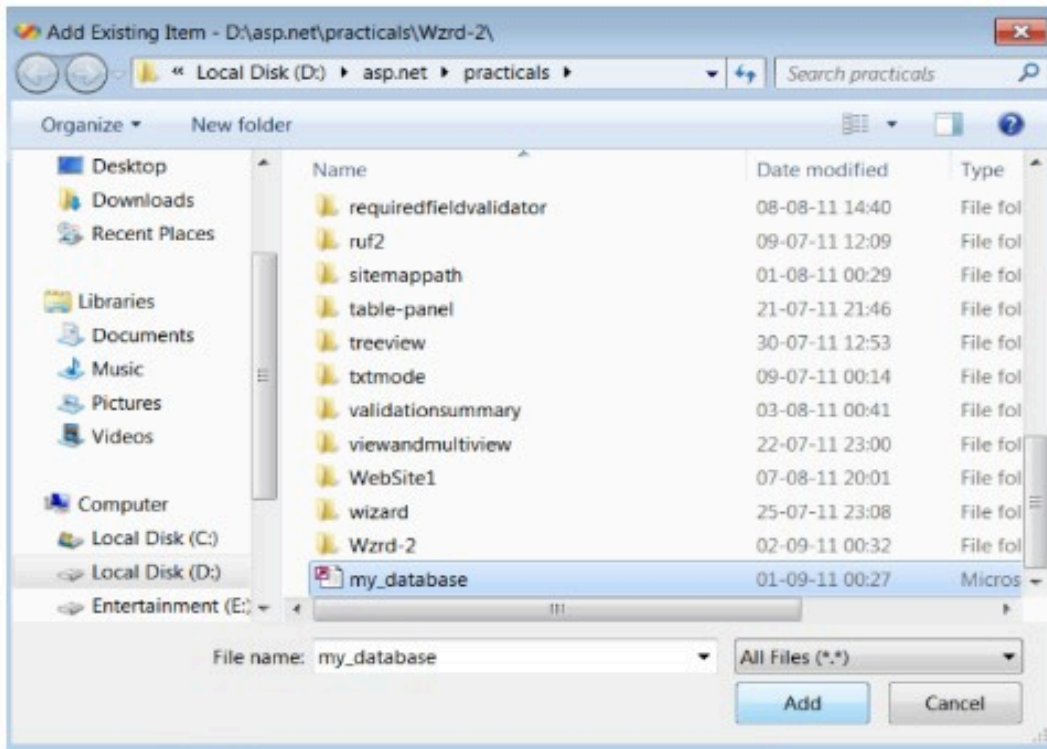 Add Existing Item - D:\asp.net\practicals\Wzrd-2\
« Local Disk (D:) ▸ asp.net ▸ practicals ▸ Search practicals
Organize New folder
Desktop
Downloads
Recent Places
Libraries
Documents
Music
Pictures
Videos
Computer
Local Disk (C:)
Local Disk (D:)
Entertainment (E:)
Name Date modified Type
requiredfieldvalidator 08-08-11 14:40 File fol
ruf2 09-07-11 12:09 File fol
sitemappath 01-08-11 00:29 File fol
table-panel 21-07-11 21:46 File fol
treeview 30-07-11 12:53 File fol
txtmode 09-07-11 00:14 File fol
validationsummary 03-08-11 00:41 File fol
viewandmultiview 22-07-11 23:00 File fol
WebSite1 07-08-11 20:01 File fol
wizard 25-07-11 23:08 File fol
Wzrd-2 02-09-11 00:32 File fol
my_database 01-09-11 00:27 Micros
File name: my_database All Files (*.*)
Add Cancel